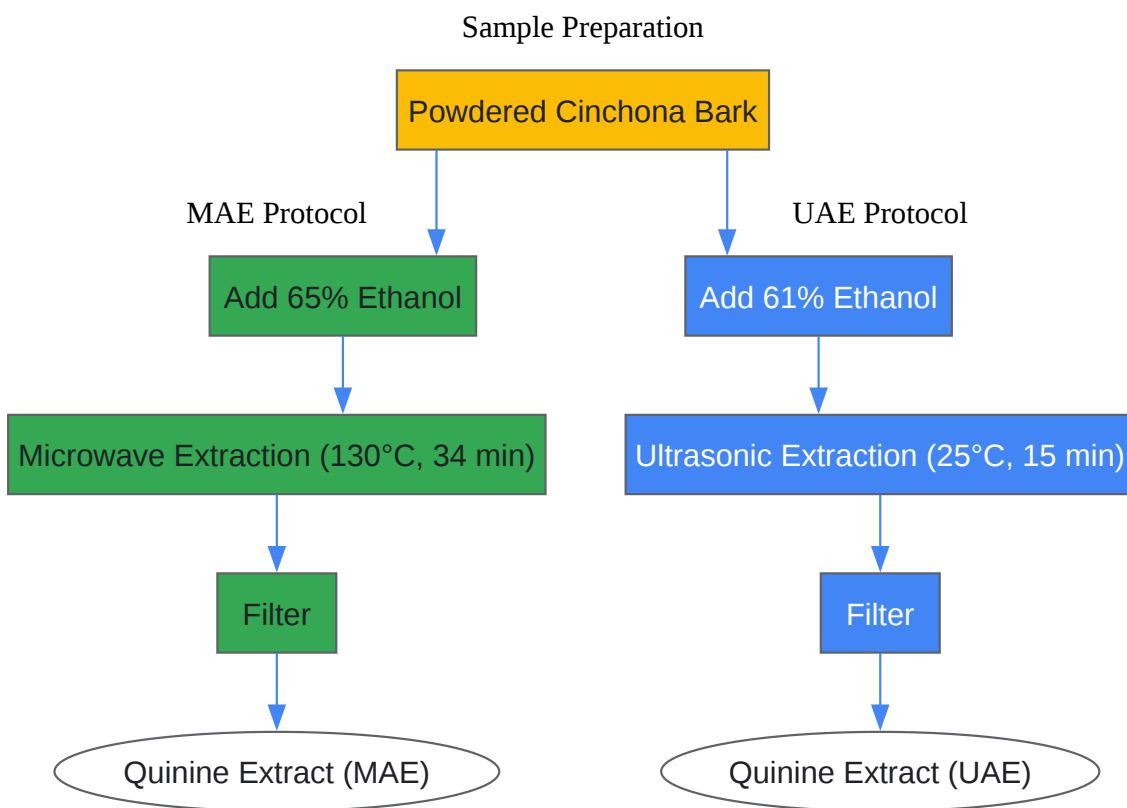 Sample Preparation
Powdered Cinchona Bark
MAE Protocol
UAE Protocol
Add 65% Ethanol
Add 61% Ethanol
Microwave Extraction (130°C, 34 min)
Ultrasonic Extraction (25°C, 15 min)
Filter
Filter
Quinine Extract (MAE)
Quinine Extract (UAE)